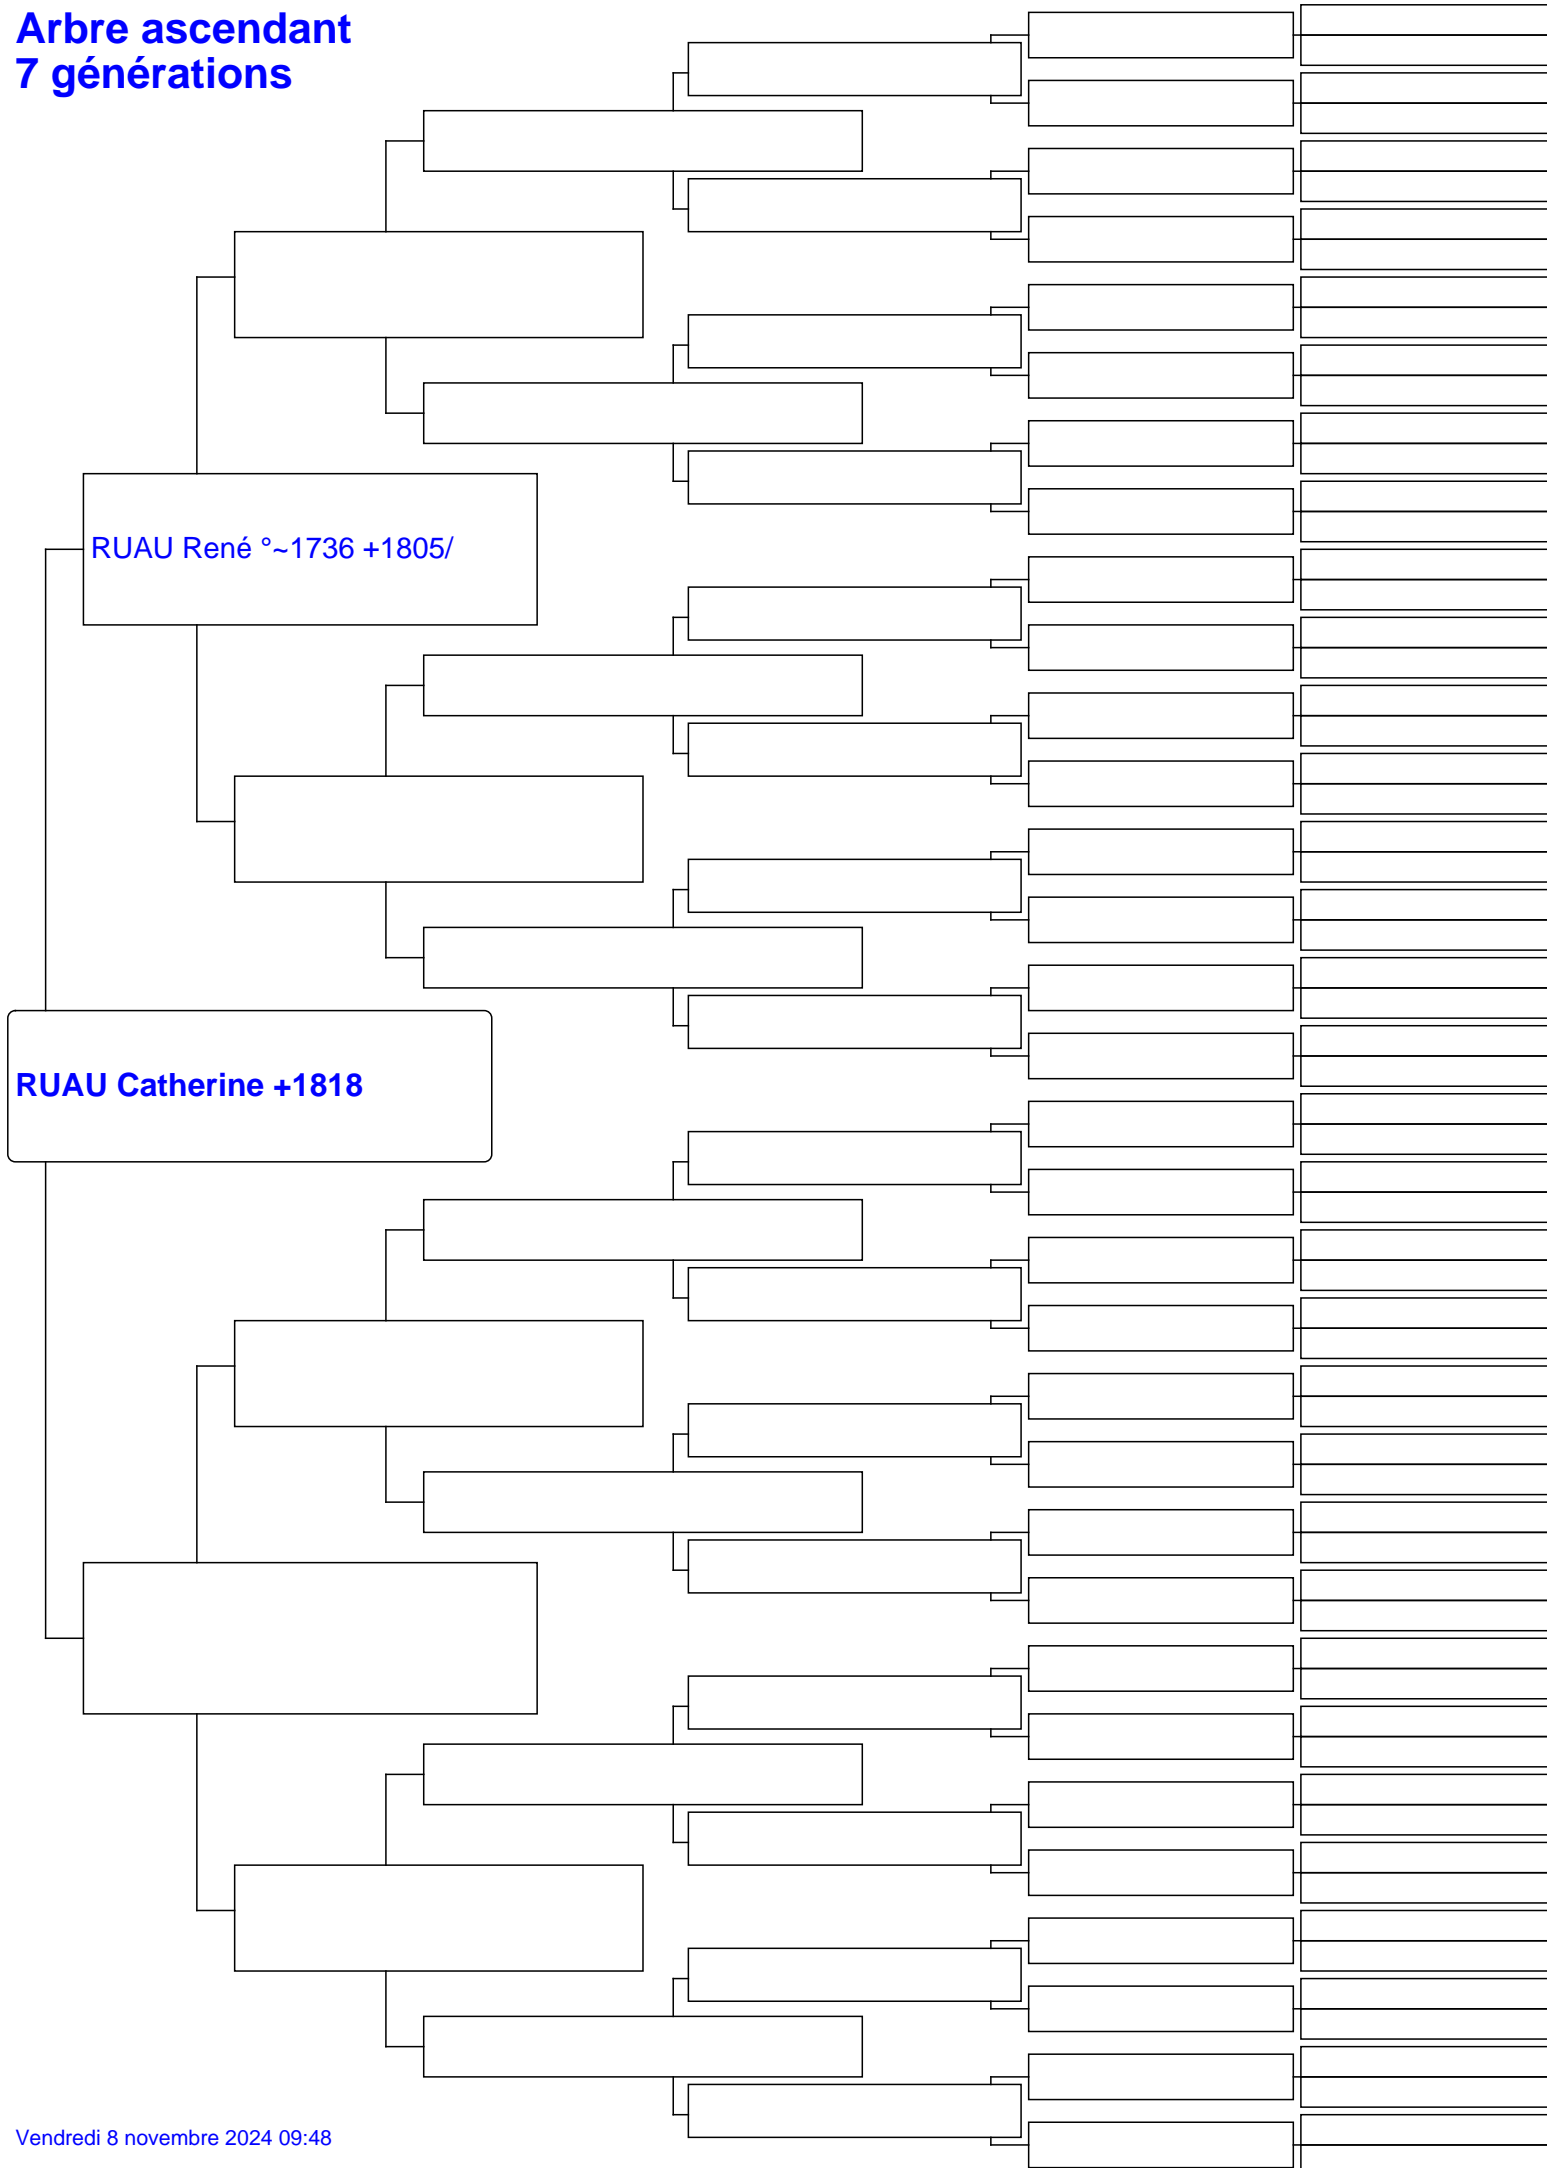 Arbre ascendant
7 générations
RUAU René °~1736 +1805/
RUAU Catherine +1818
Vendredi 8 novembre 2024 09:48